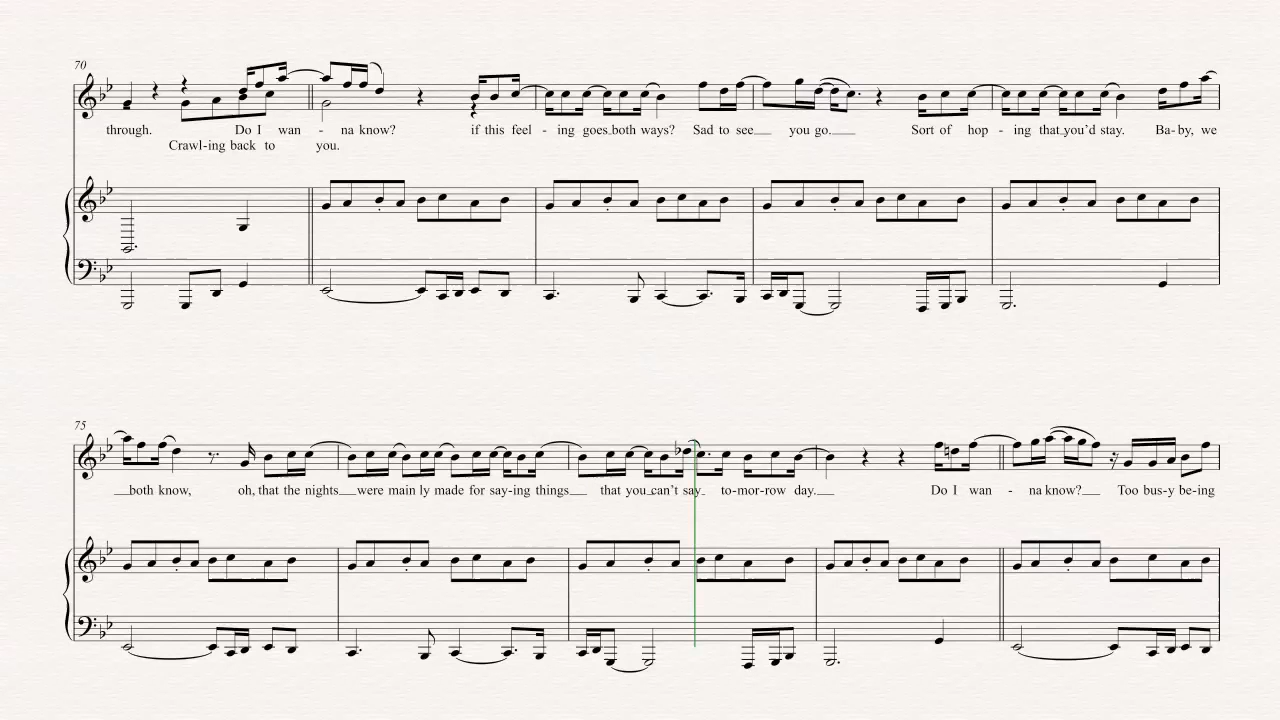 70
through. Do I wan - na know? if this feel - ing goes both ways? Sad to see you go. Sort of hop - ing that you'd stay. Ba-by, we
Crawl-ing back to you.
75
both know, oh, that the nights were main ly made for say-ing things that you can't say to-mor-row day. Do I wan - na know? Too bus-y be-ing